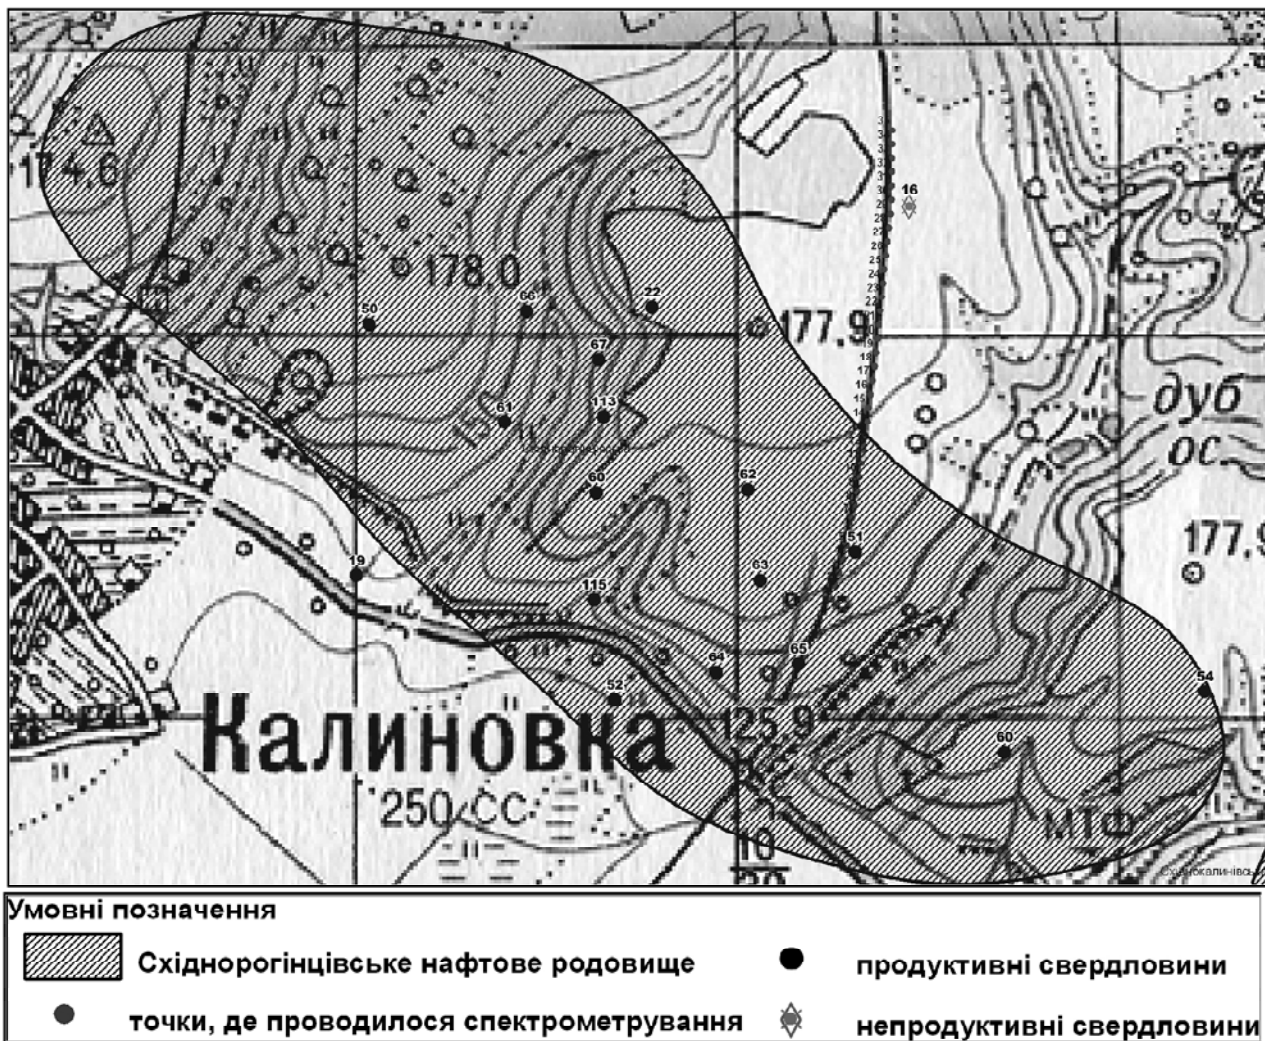 174.6
178.0
16
50
66
22
177.9
67
61
113
150
дуб
ос.
60
62
51
177.9
19
63
115
65
64
54
52
Калиновка
125.9
60
250 СС
МТФ
10
Умовні позначення
Східнорогінцівське нафтове родовище
продуктивні свердловини
точки, де проводилося спектрометрування
непродуктивні свердловини